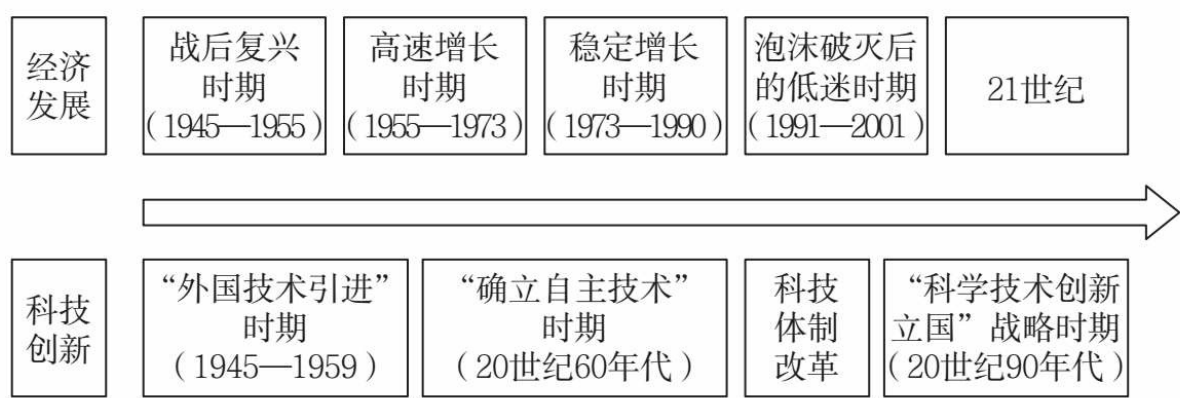 经济
发展
战后复兴
时期
（1945—1955）
高速增长
时期
（1955—1973）
稳定增长
时期
（1973—1990）
泡沫破灭后
的低迷时期
（1991—2001）
21世纪
科技
创新
“外国技术引进”
时期
（1945—1959）
“确立自主技术”
时期
（20世纪60年代）
科技
体制
改革
“科学技术创新
立国”战略时期
（20世纪90年代）